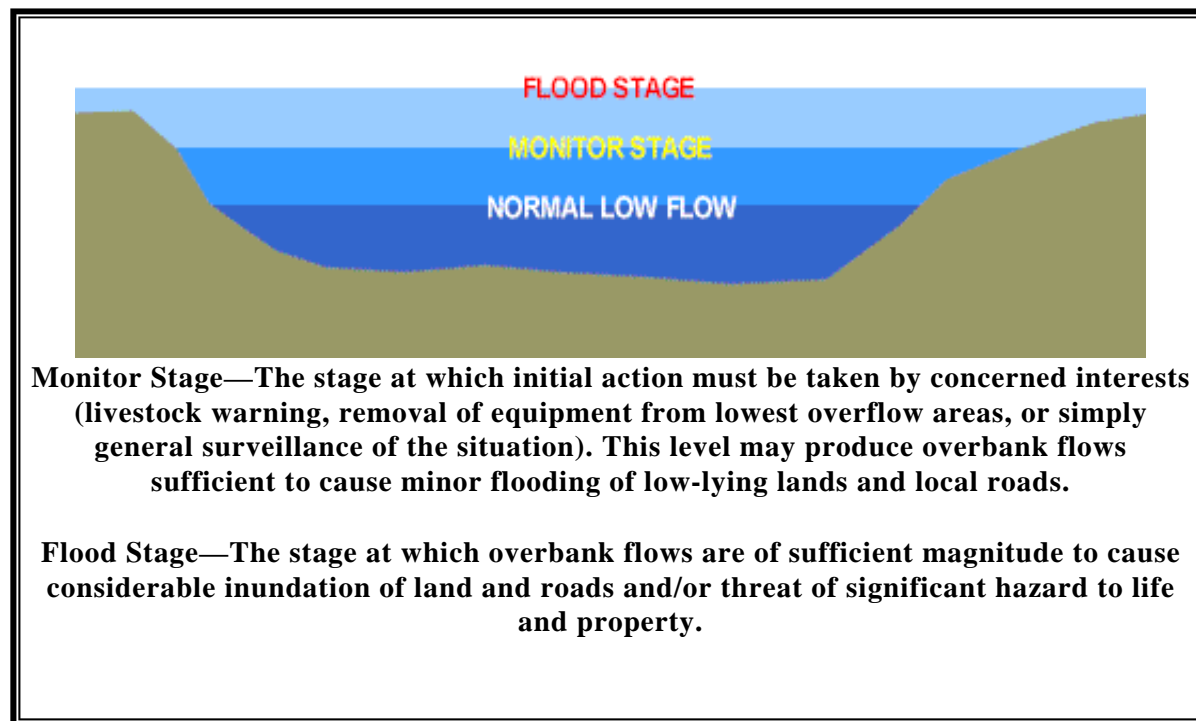 FLOOD STAGE
MONITOR STAGE
NORMAL LOW FLOW
Monitor Stage—The stage at which initial action must be taken by concerned interests
(livestock warning, removal of equipment from lowest overflow areas, or simply
general surveillance of the situation). This level may produce overbank flows
sufficient to cause minor flooding of low-lying lands and local roads.
Flood Stage—The stage at which overbank flows are of sufficient magnitude to cause
considerable inundation of land and roads and/or threat of significant hazard to life
and property.